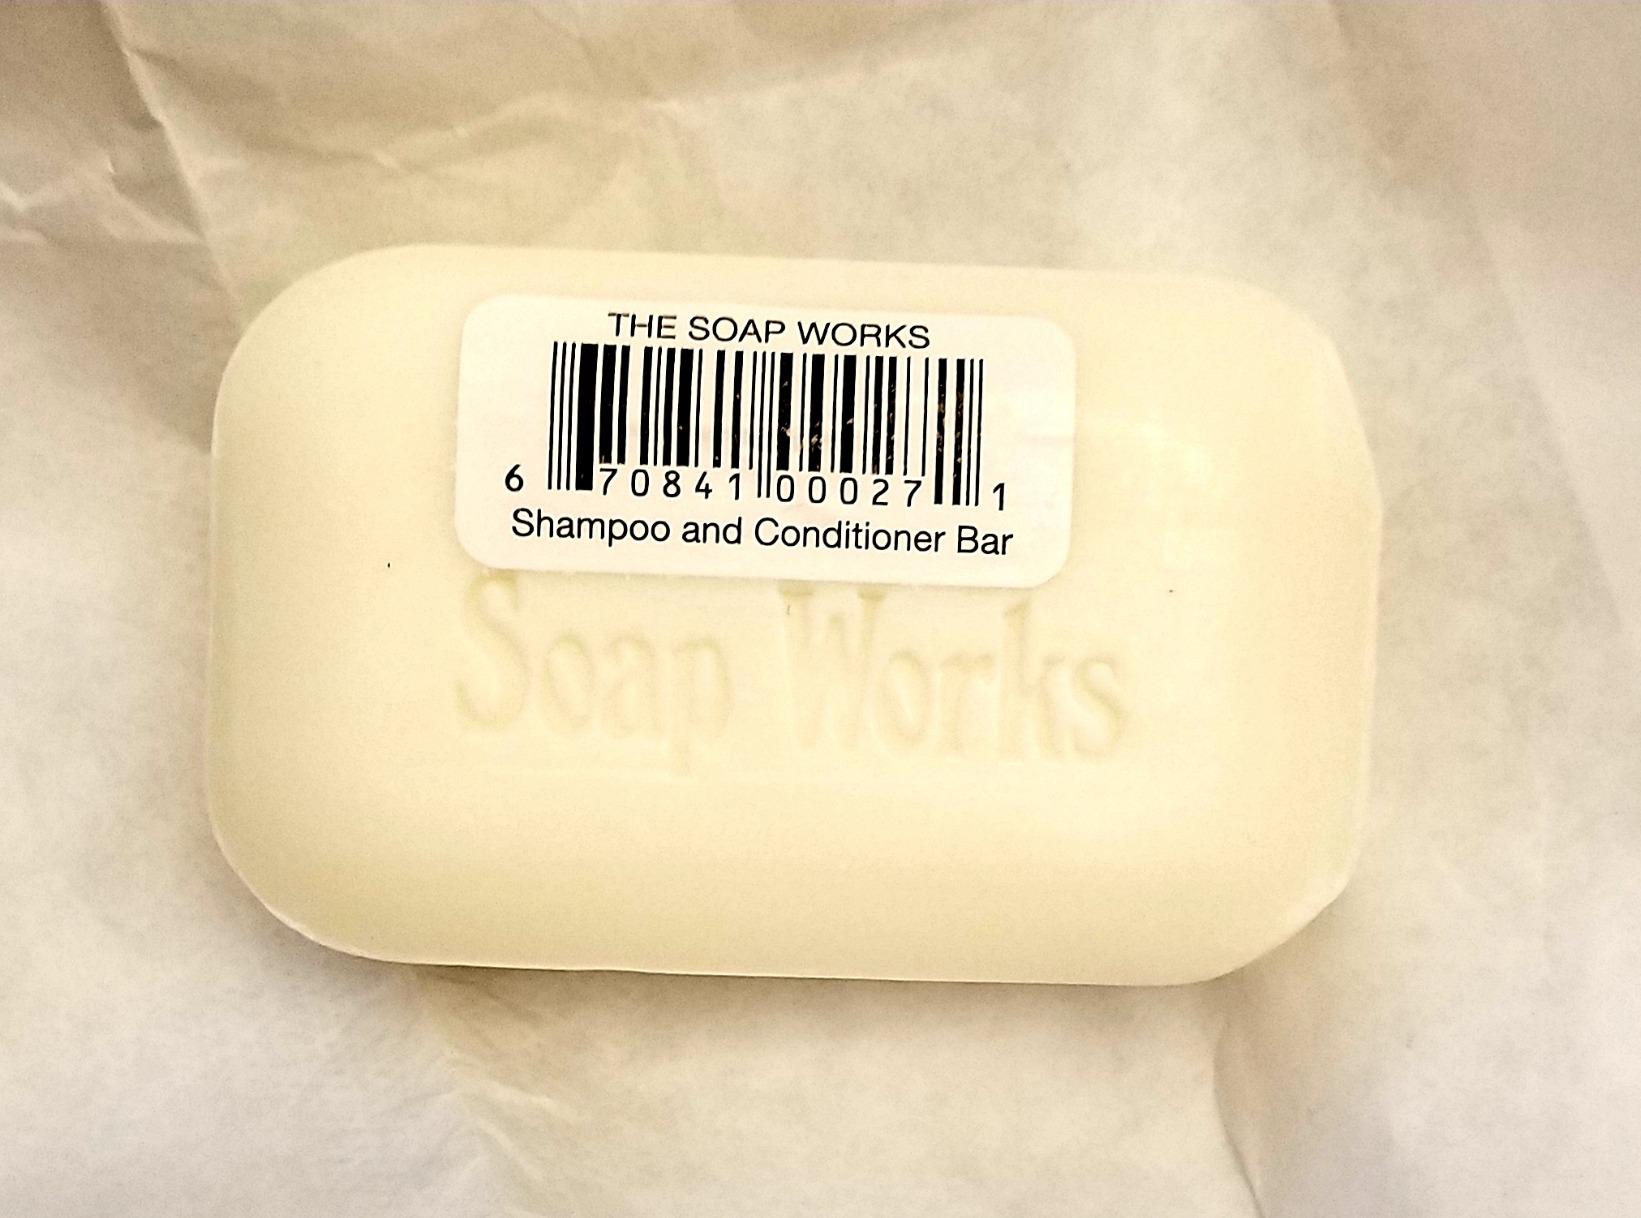 THE SOAP WORKS
6 70841 00027 1
Shampoo and Conditioner Bar
Soap Works